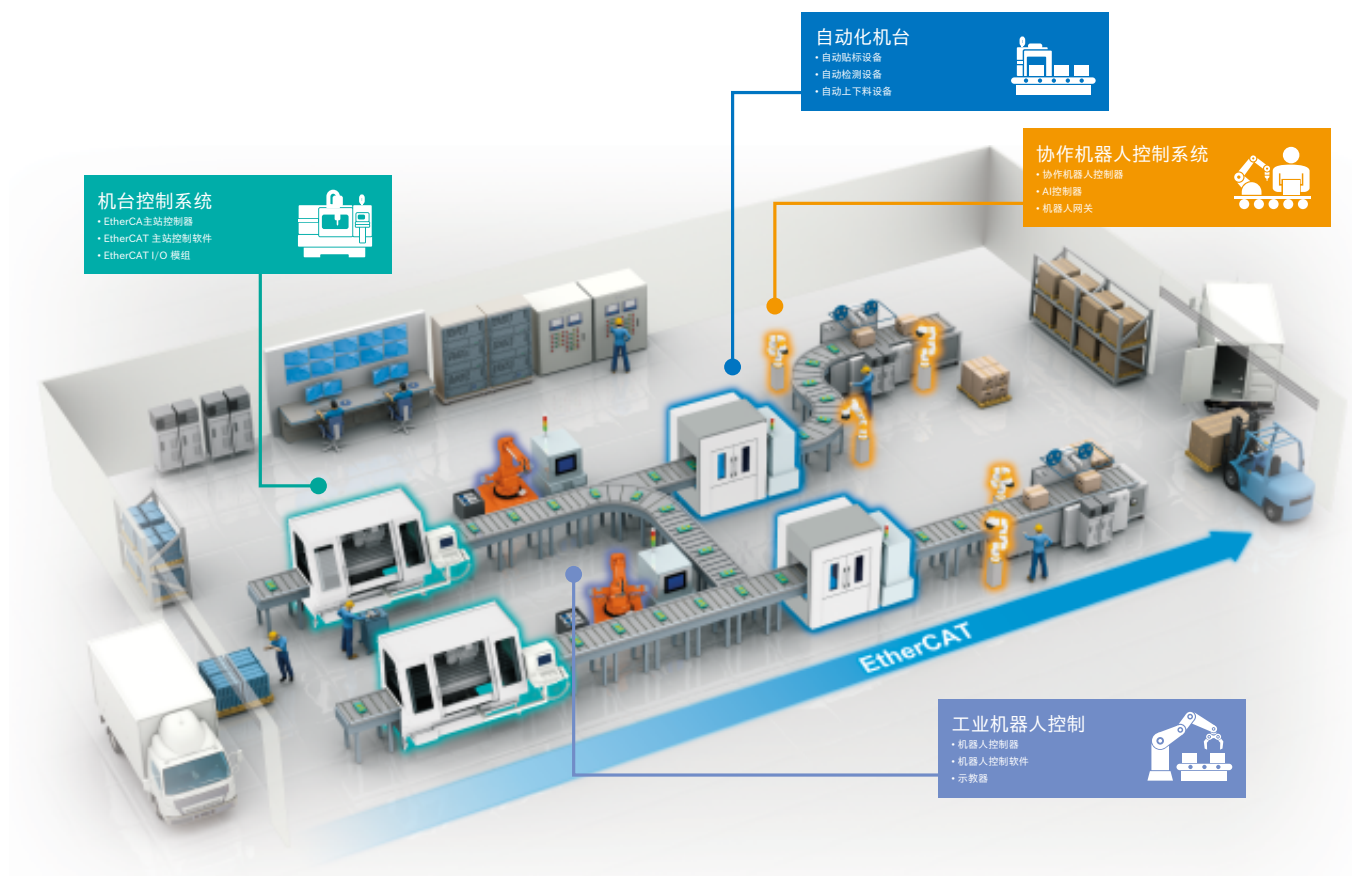 自动化机台
• 自动贴标设备
• 自动检测设备
• 自动上下料设备
协作机器人控制系统
• 协作机器人控制器
• AI控制器
• 机器人网关
机台控制系统
• EtherCA主站控制器
• EtherCAT 主站控制软件
• EtherCAT I/O 模组
EtherCAT
工业机器人控制
• 机器人控制器
• 机器人控制软件
• 示教器